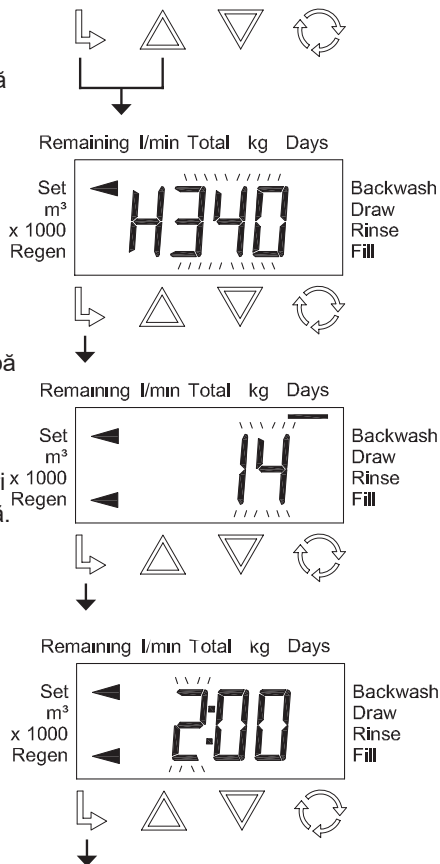 ă
Remaining l/min Total kg Days
Set
m³
x 1000
Regen
H340
Backwash
Draw
Rinse
Fill
pă
Remaining l/min Total kg Days
Set
m³
i x 1000
ă. Regen
14
Backwash
Draw
Rinse
Fill
Remaining l/min Total kg Days
Set
m³
x 1000
Regen
2:00
Backwash
Draw
Rinse
Fill